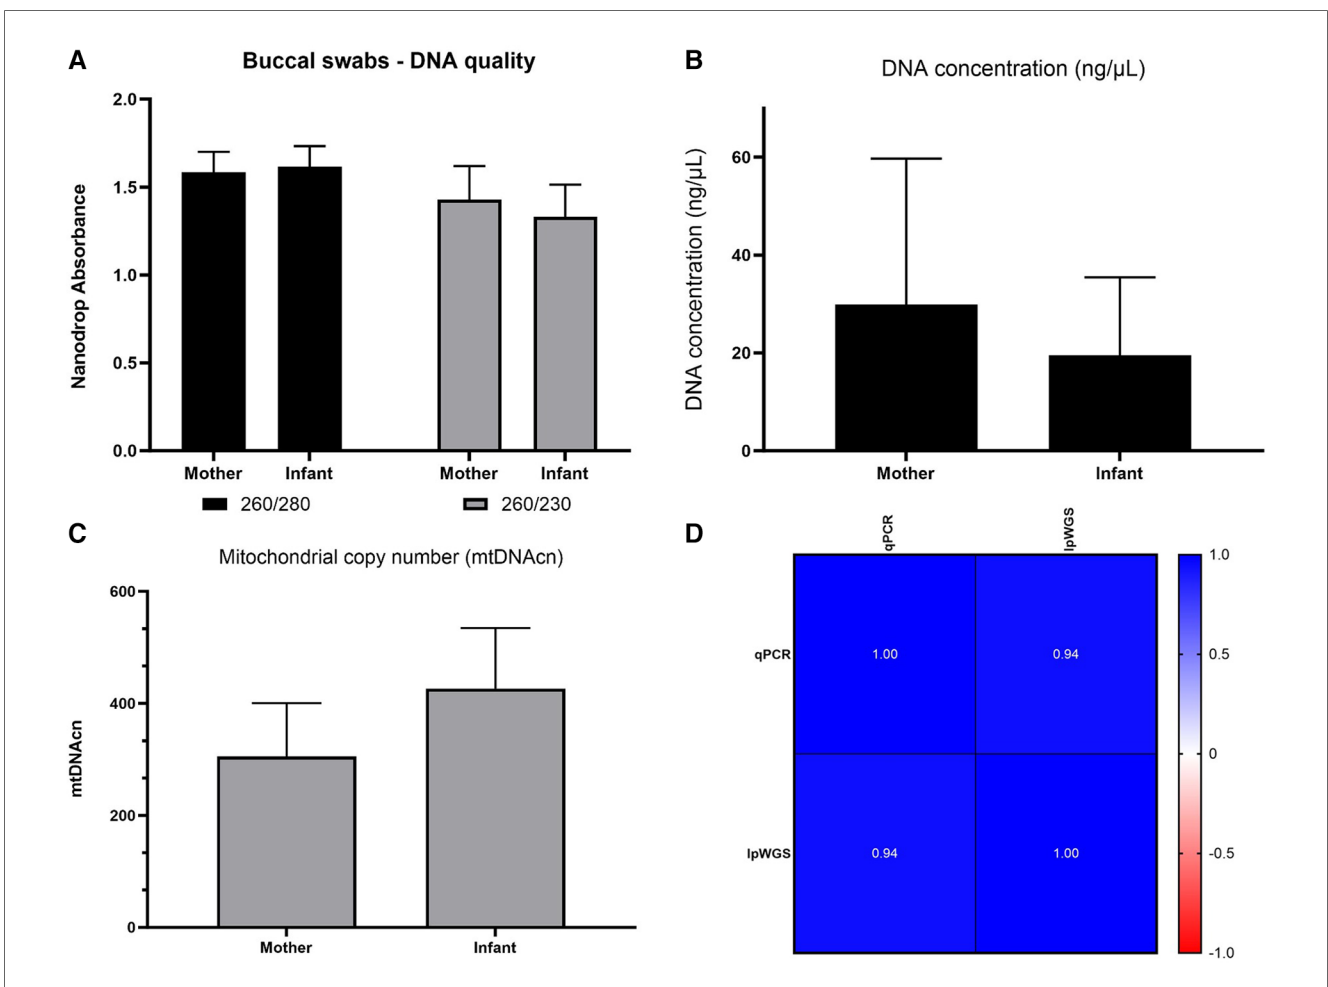 A
Buccal swabs - DNA quality
Nanodrop Absorbance
2.0
1.5
1.0
0.5
0.0
Mother Infant Mother Infant
260/280 260/230
B
DNA concentration (ng/µL)
DNA concentration (ng/µL)
60
40
20
0
Mother Infant
C
Mitochondrial copy number (mtDNAcn)
mtDNAcn
600
400
200
0
Mother Infant
D
qPCR lpWGS
qPCR 1.00 0.94
lpWGS 0.94 1.00
1.0
0.5
0
-0.5
-1.0